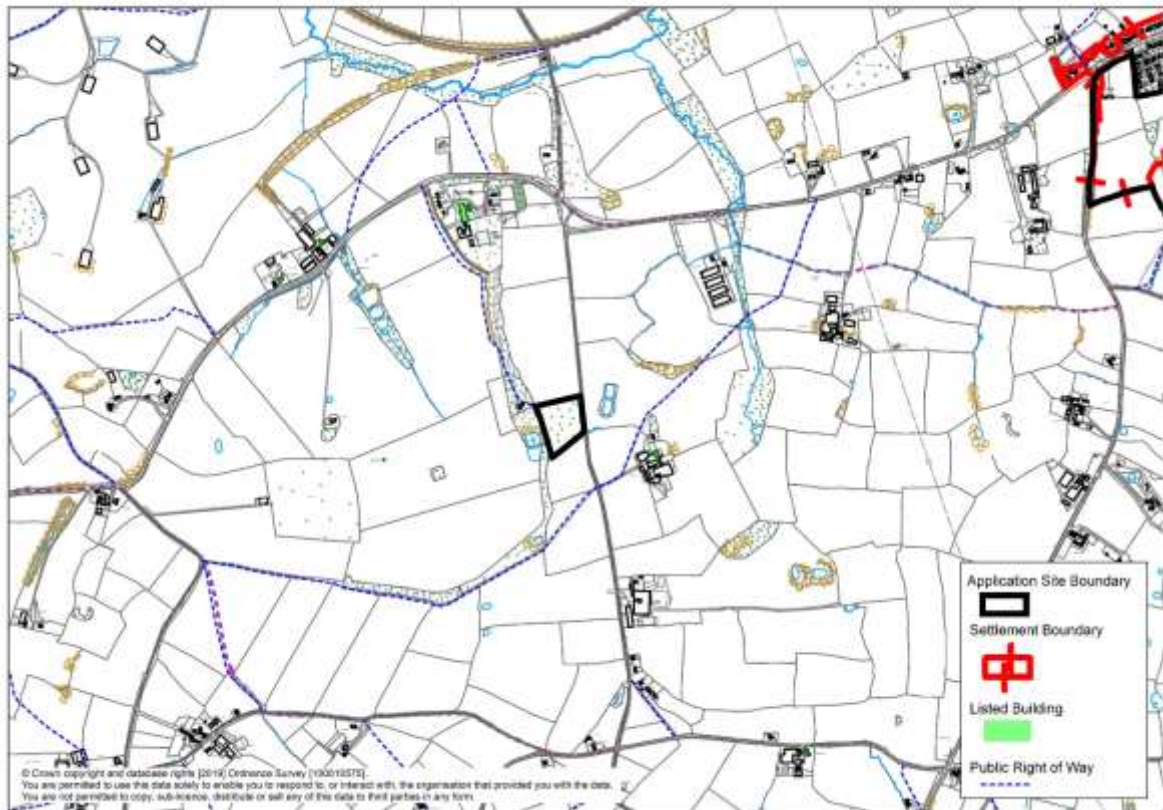 Application Site Boundary
Settlement Boundary
Listed Building
Public Right of Way
© Crown copyright and database rights [2019] Ordnance Survey [100019575].
You are permitted to use this data solely to enable you to respond to, or interact with, the organisation that provided you with the data.
You are not permitted to copy, sub-licence, distribute or sell any of this data to third parties in any form.